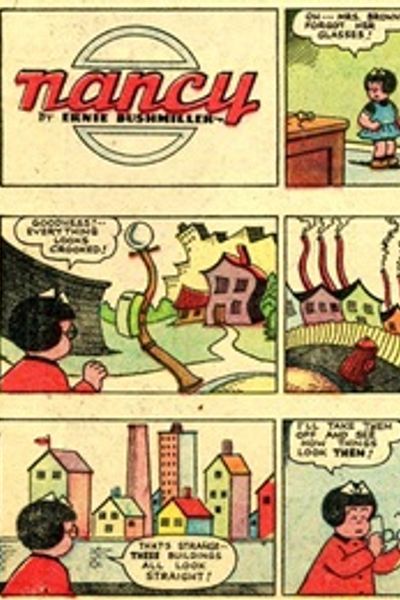 nancy
BY ERNIE BUSHMILLER
OH--- MRS. BROWN
FORGOT HER
GLASSES!
GOODNESS!--
EVERYTHING
LOOKS
CROOKED!
THATS STRANGE--
THESE BUILDINGS
ALL LOOK
STRAIGHT!
I'LL TAKE THEM
OFF AND SEE
HOW THINGS
LOOK THEN!